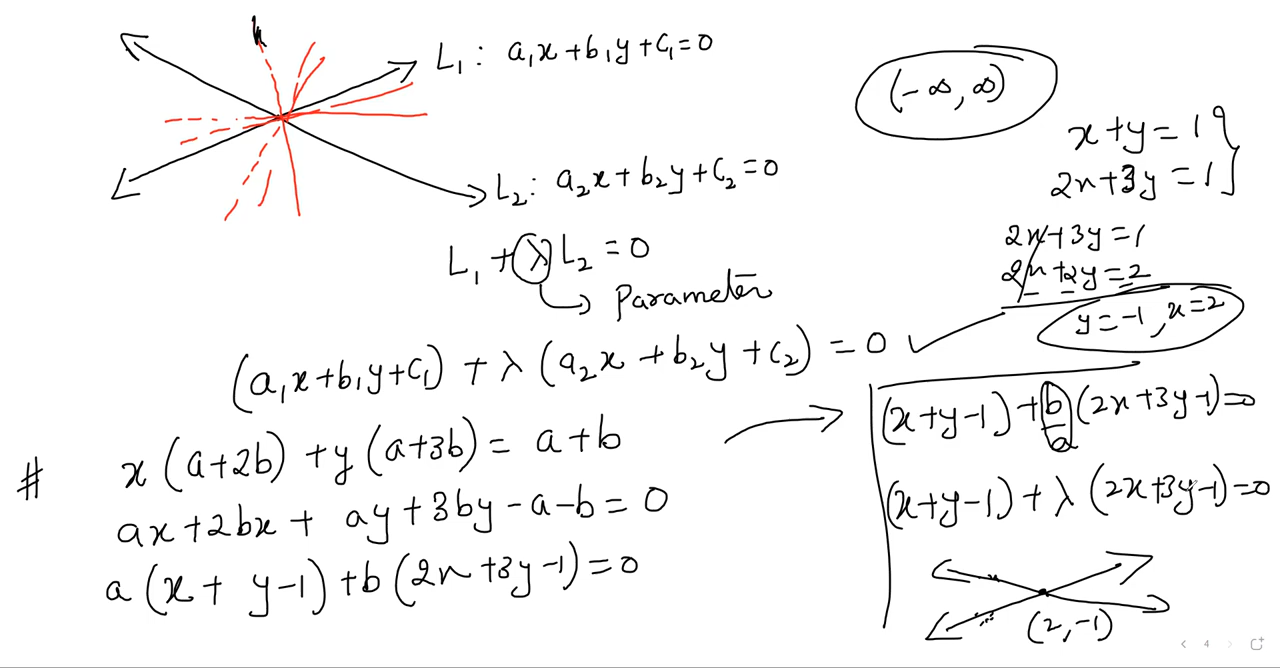 L₁ : a₁x + b₁y + c₁ = 0
L₂ : a₂x + b₂y + c₂ = 0
L₁ + λ L₂ = 0
Parameter
(a₁x + b₁y + c₁) + λ (a₂x + b₂y + c₂) = 0 ✓
# x (a+2b) + y (a+3b) = a+b
ax + 2bx + ay + 3by - a - b = 0
a (x + y - 1) + b (2x + 3y - 1) = 0
(-∞, ∞)
x + y = 1
2x + 3y = 1
2x + 3y = 1
2x + 2y = 2
- - -
y = -1, x = 2
(x + y - 1) + b/a (2x + 3y - 1) = 0
(x + y - 1) + λ (2x + 3y - 1) = 0
(2, -1)
4